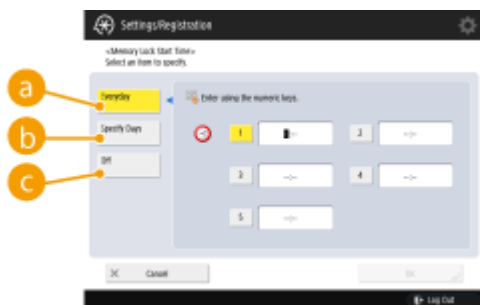 Settings/Registration
<Memory Lock Start Time>
Select an item to specify.
a
Everyday
Enter using the numeric keys.
b
Specify Days
1
--:--
2
--:--
c
Off
3
--:--
4
--:--
5
--:--
Cancel
OK
Log Out